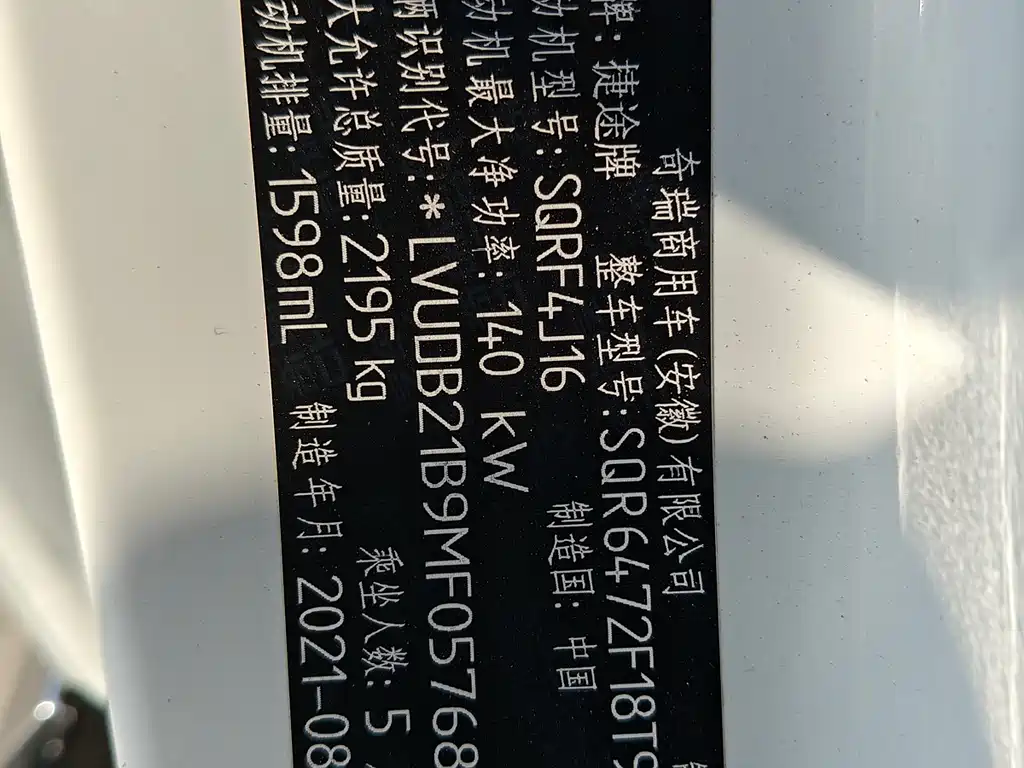 奇瑞商用车(安徽)有限公司
牌:捷途牌 整车型号:SQR6472F18TS
动机型号:SQRF4J16 制造国:中国
动机最大净功率:140 kW
辆识别代号:*LVUDB21B9MF05768
大允许总质量:2195kg 乘坐人数:5
动机排量:1598mL 制造年月:2021-08